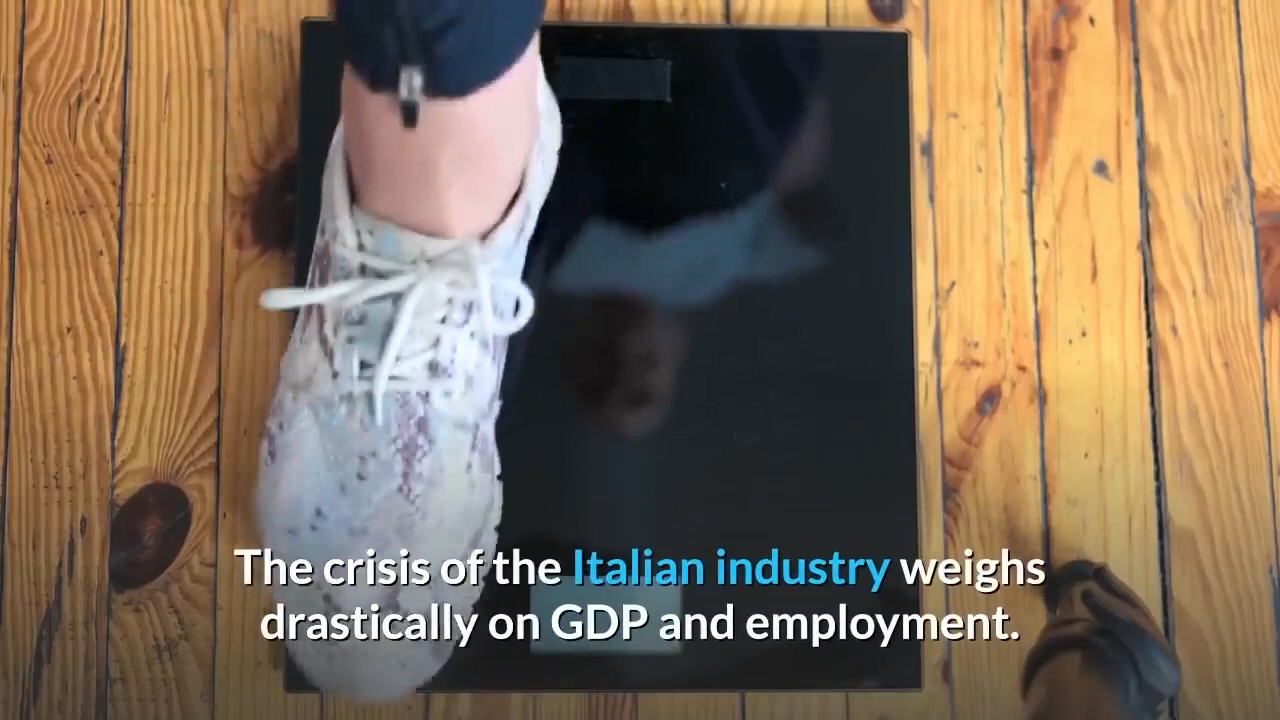 The crisis of the Italian industry weighs
drastically on GDP and employment.